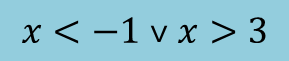 x < −1 ∨ x > 3